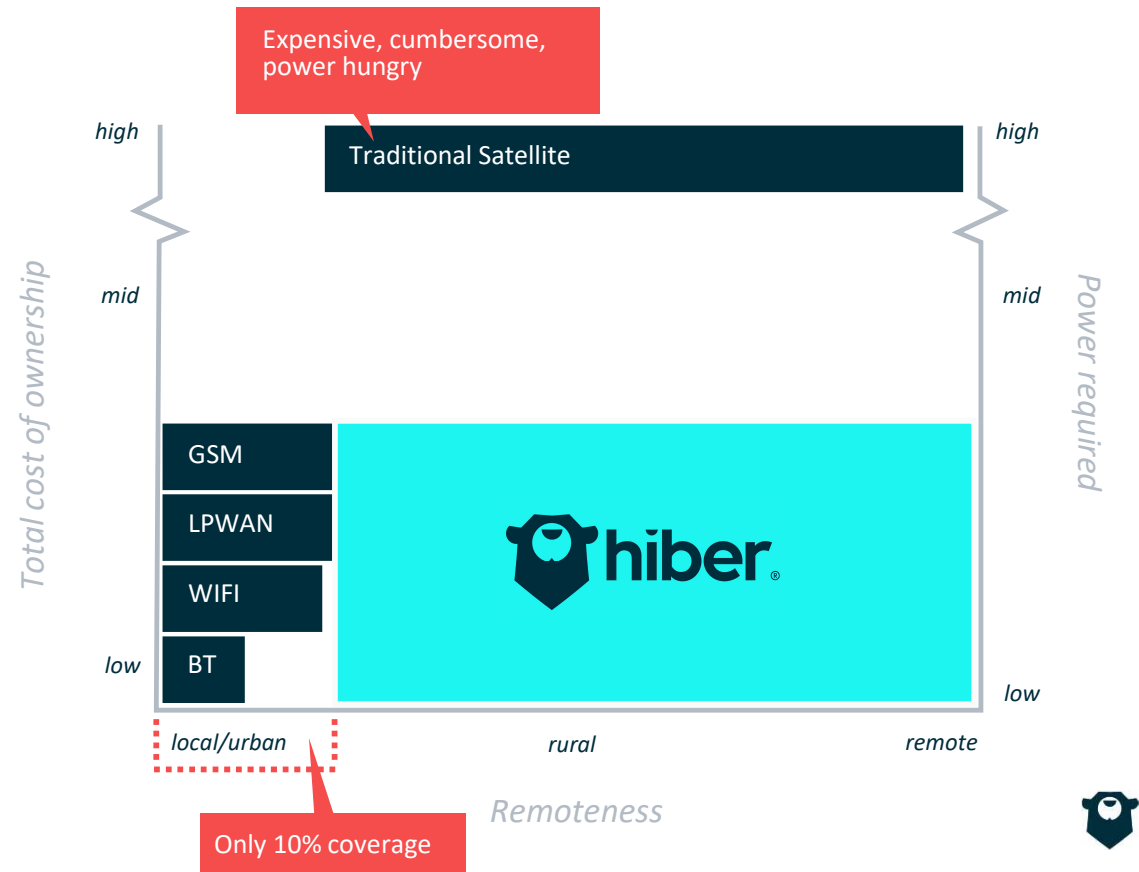 Expensive, cumbersome,
power hungry
high
high
Traditional Satellite
mid
mid
Total cost of ownership
Power required
GSM
LPWAN
WIFI
BT
hiber®
low
low
local/urban
rural
remote
Remoteness
Only 10% coverage